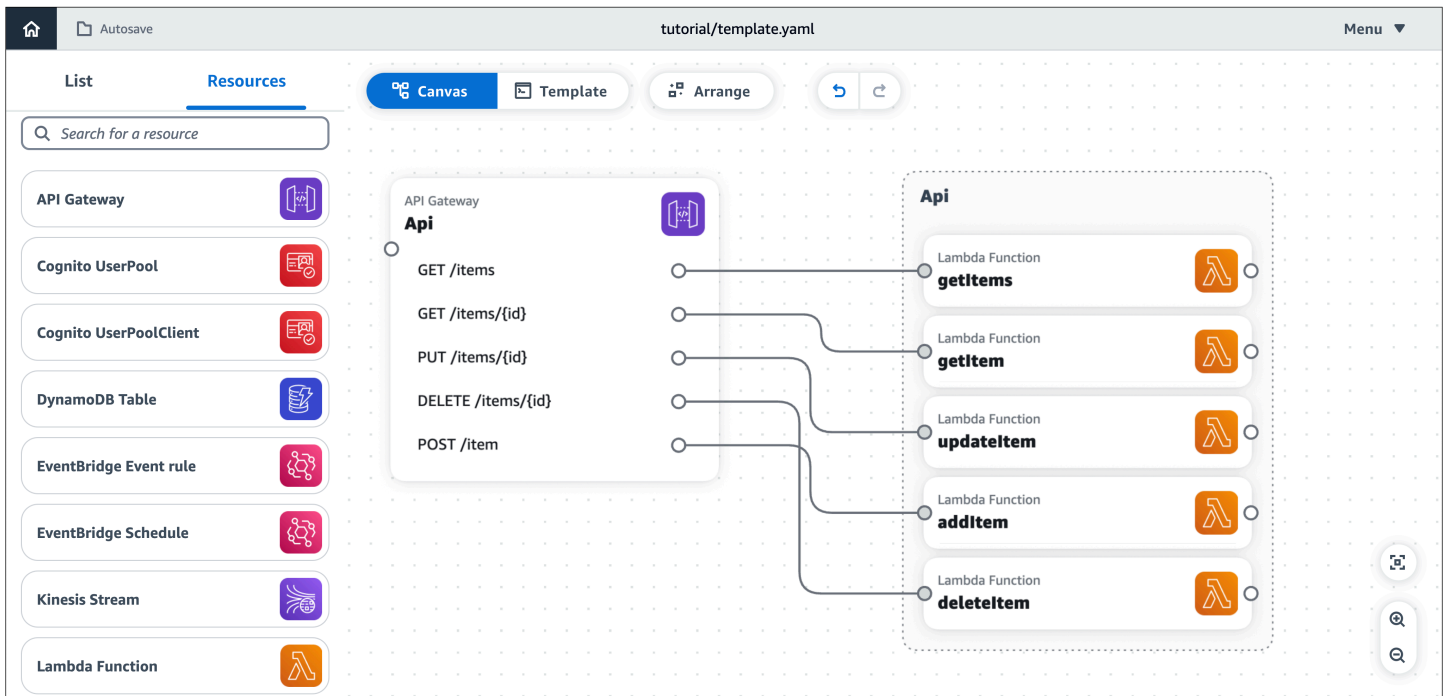 Autosave
tutorial/template.yaml
Menu
List
Resources
Canvas
Template
Arrange
Search for a resource
API Gateway
Cognito UserPool
Cognito UserPoolClient
DynamoDB Table
EventBridge Event rule
EventBridge Schedule
Kinesis Stream
Lambda Function
API Gateway
Api
GET /items
GET /items/{id}
PUT /items/{id}
DELETE /items/{id}
POST /item
Api
Lambda Function
getItems
Lambda Function
getItem
Lambda Function
updateItem
Lambda Function
addItem
Lambda Function
deleteItem